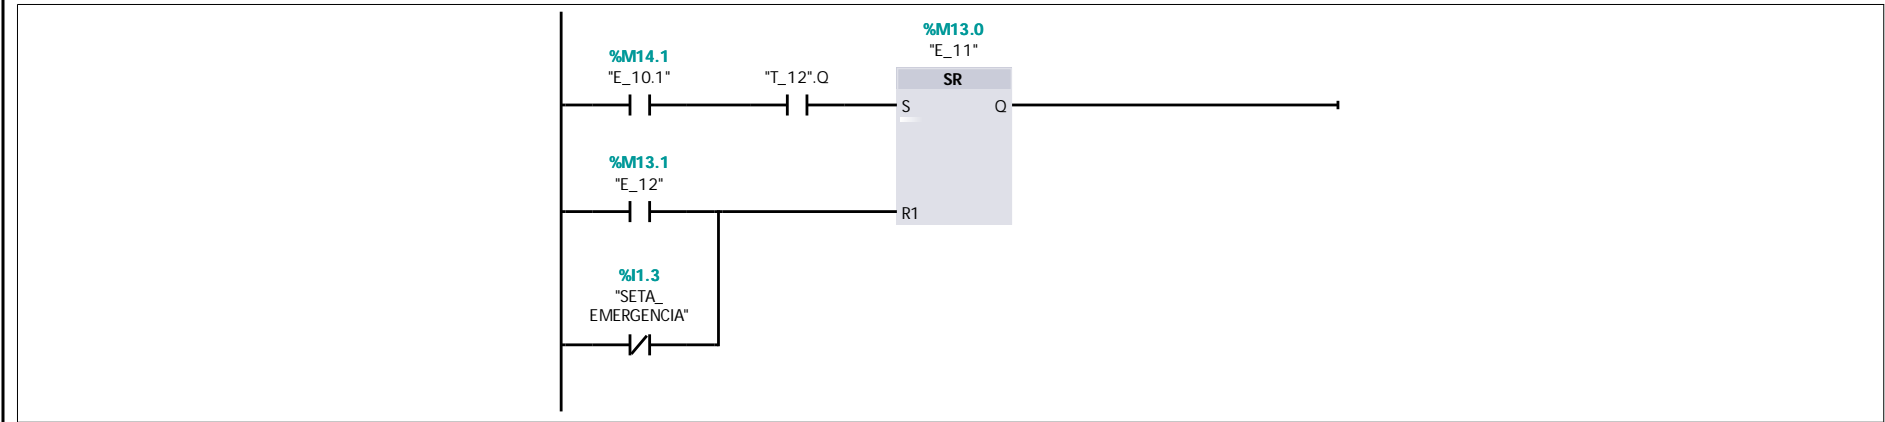 %M13.0
"E_11"
%M14.1
"E_10.1"
"T_12".Q
SR
S
Q
%M13.1
"E_12"
R1
%I1.3
"SETA_
EMERGENCIA"